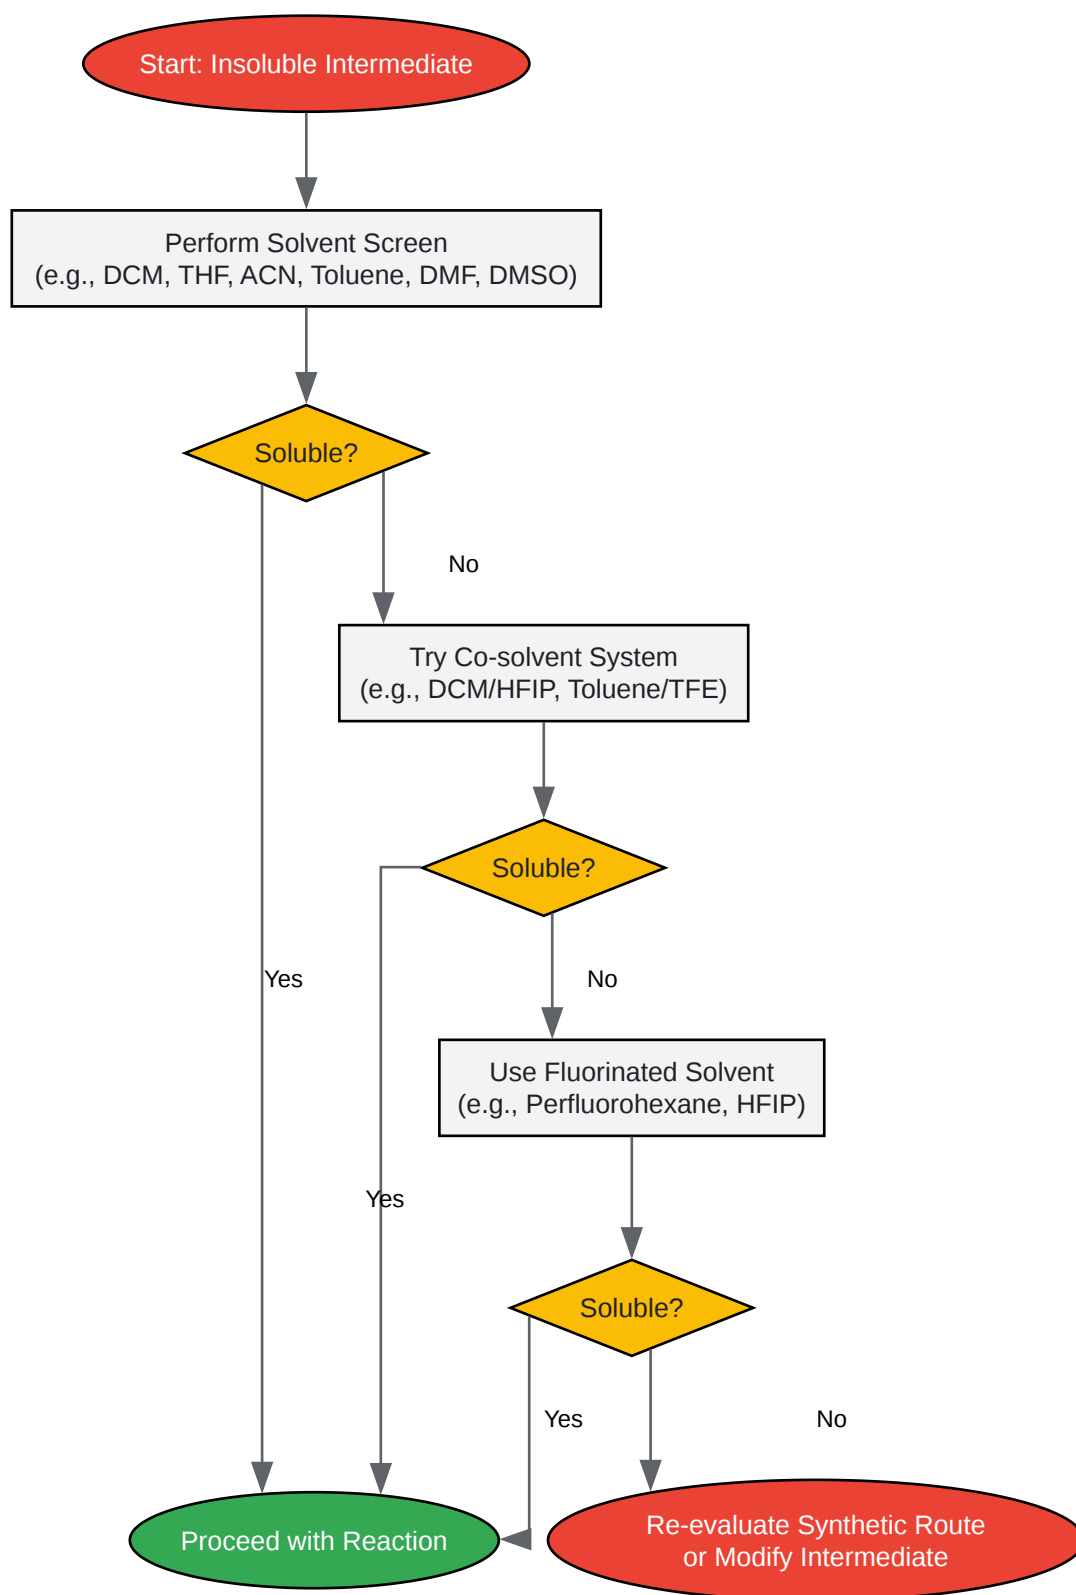 Start: Insoluble Intermediate
Perform Solvent Screen
(e.g., DCM, THF, ACN, Toluene, DMF, DMSO)
Soluble?
No
Try Co-solvent System
(e.g., DCM/HFIP, Toluene/TFE)
Soluble?
Yes
No
Use Fluorinated Solvent
(e.g., Perfluorohexane, HFIP)
Yes
Soluble?
Yes
No
Proceed with Reaction
Re-evaluate Synthetic Route
or Modify Intermediate